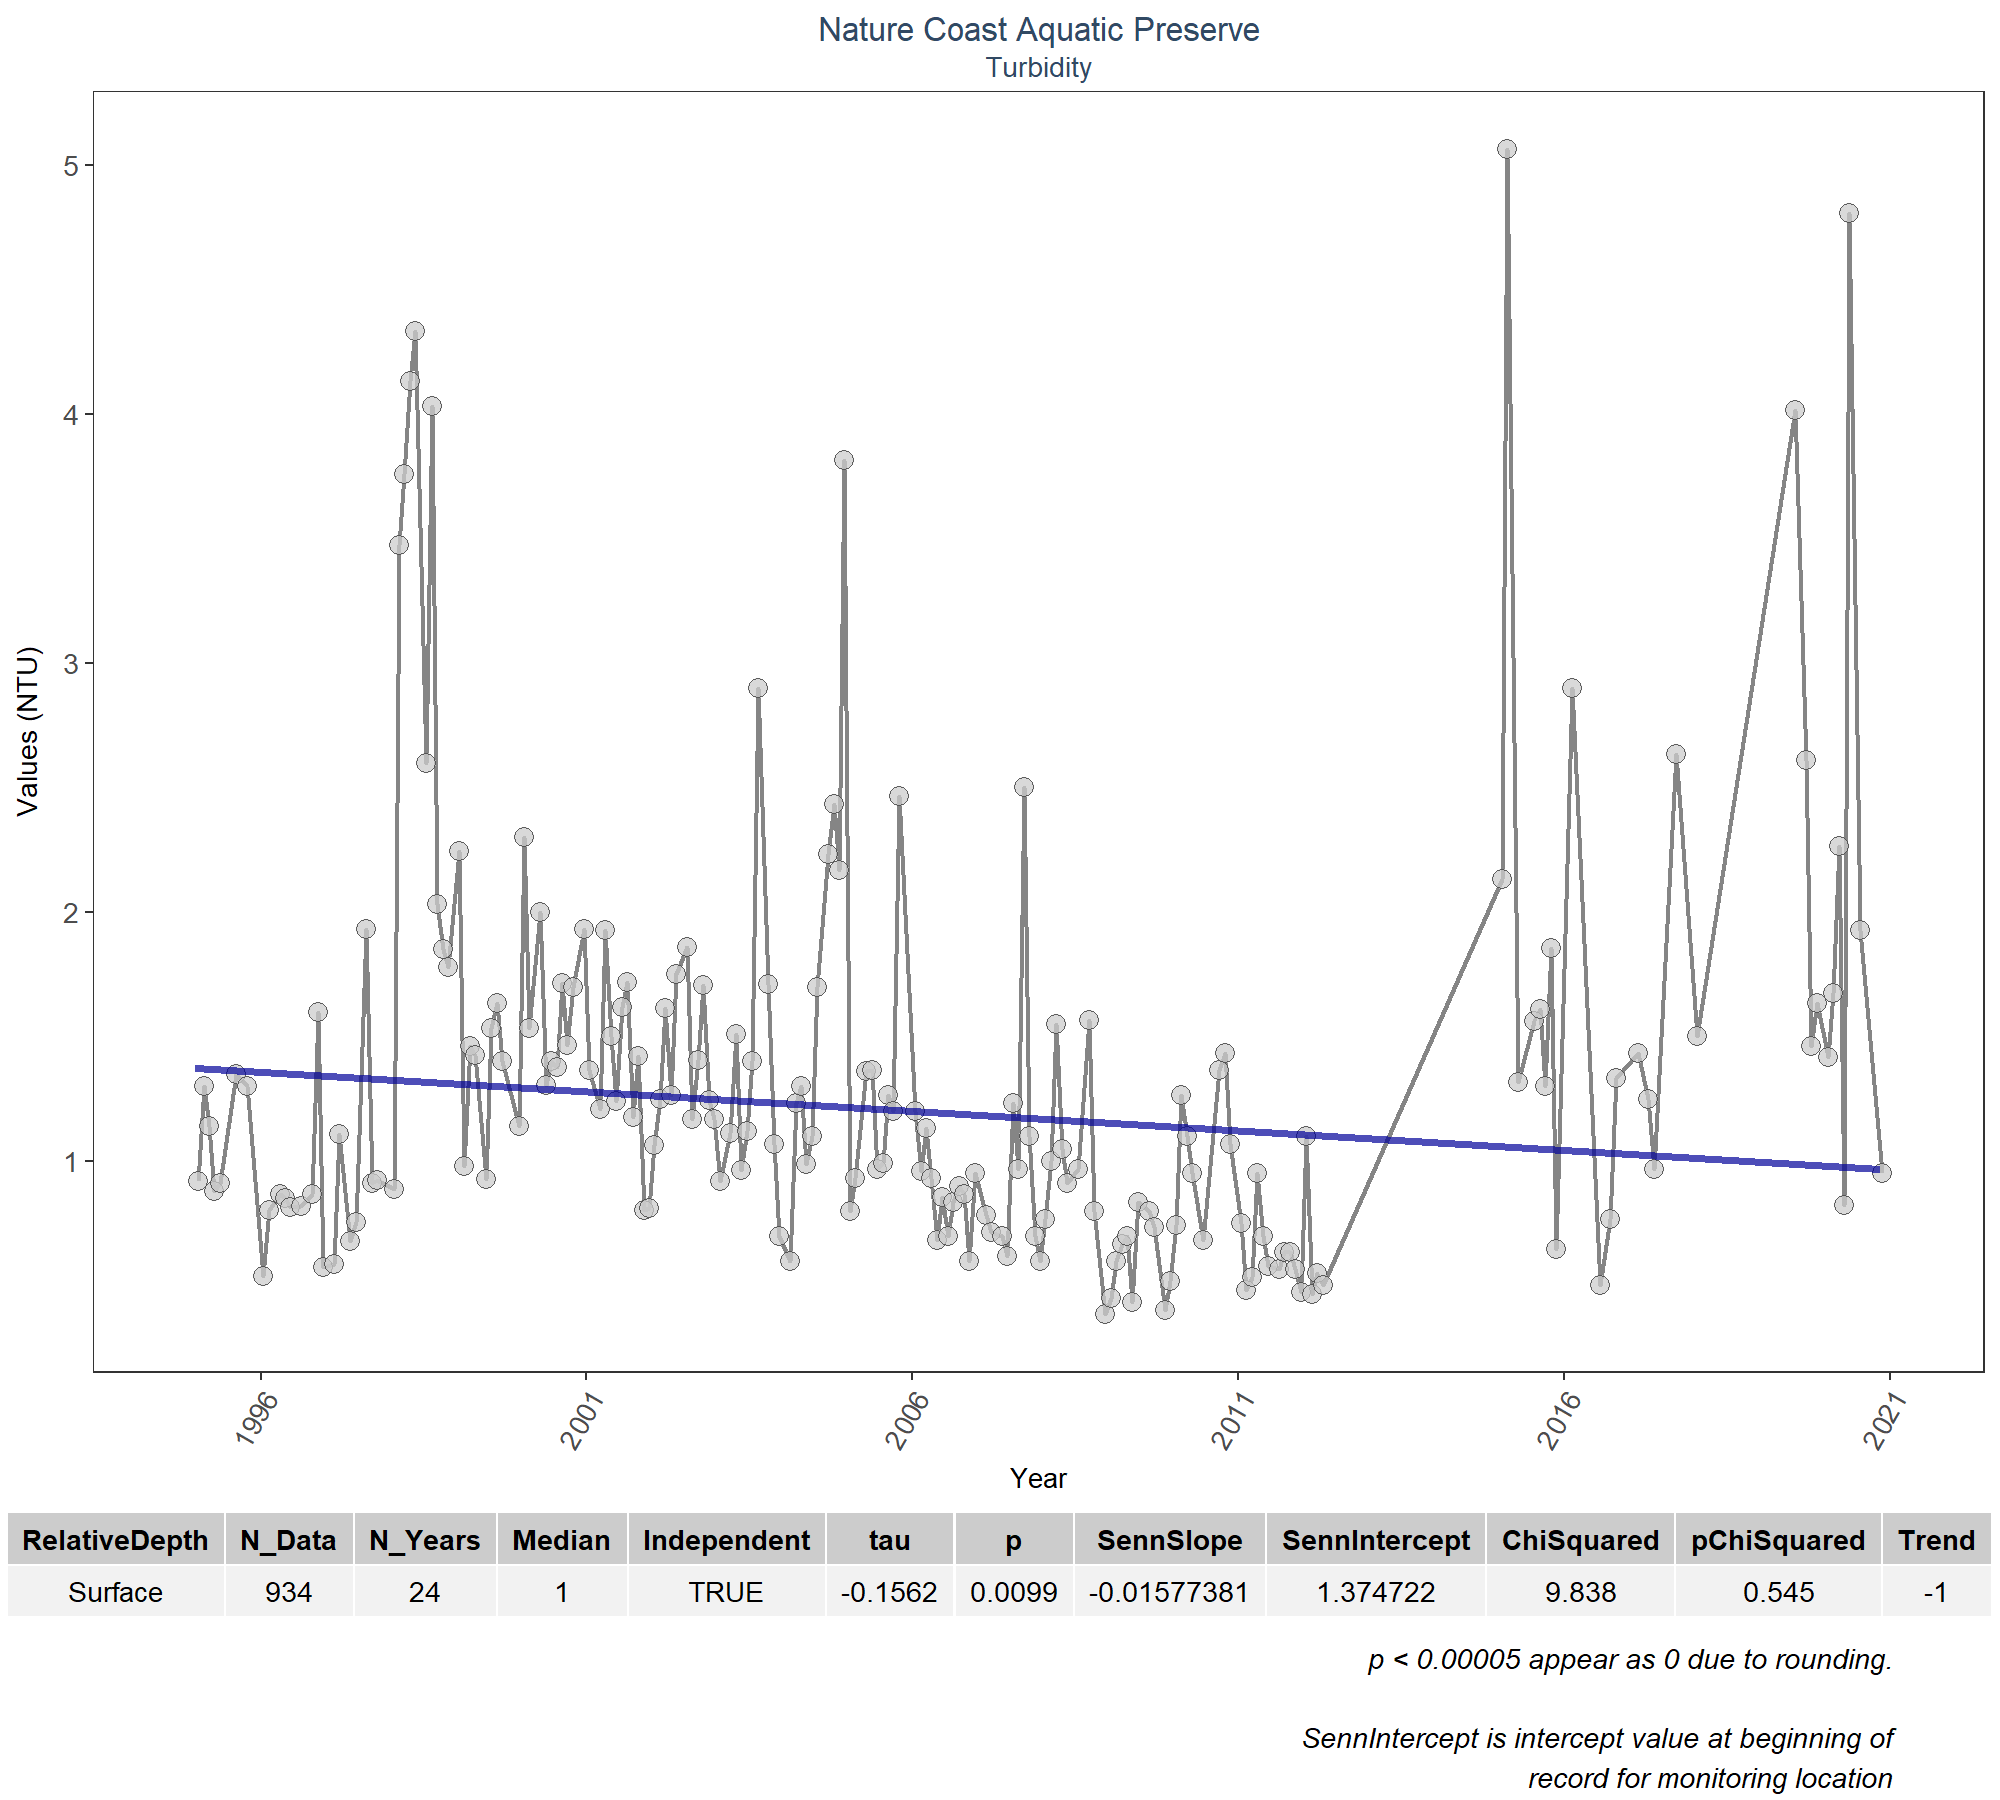 Nature Coast Aquatic Preserve
Turbidity
Values (NTU)
5
4
3
2
1
1996 2001 2006 2011 2016 2021
Year
RelativeDepth N_Data N_Years Median Independent tau p SennSlope SennIntercept ChiSquared pChiSquared Trend
Surface 934 24 1 TRUE -0.1562 0.0099 -0.01577381 1.374722 9.838 0.545 -1
p < 0.00005 appear as 0 due to rounding.
SennIntercept is intercept value at beginning of
record for monitoring location